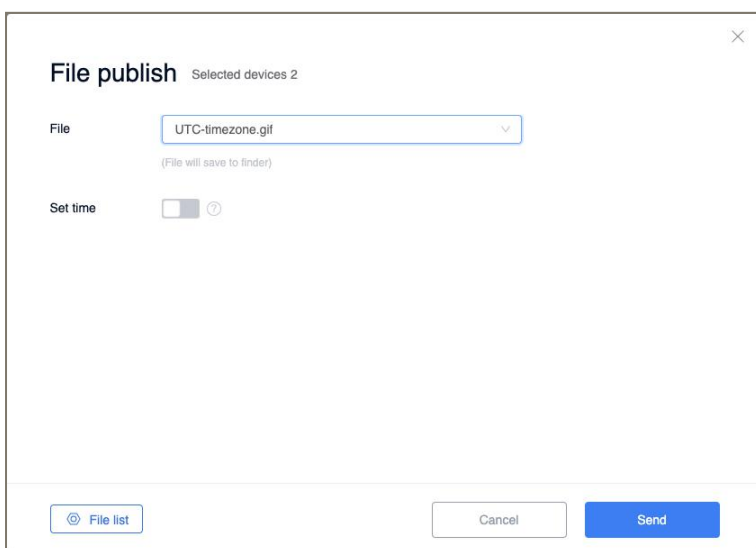 File publish Selected devices 2
File UTC-timezone.gif
(File will save to finder)
Set time ?
File list Cancel Send